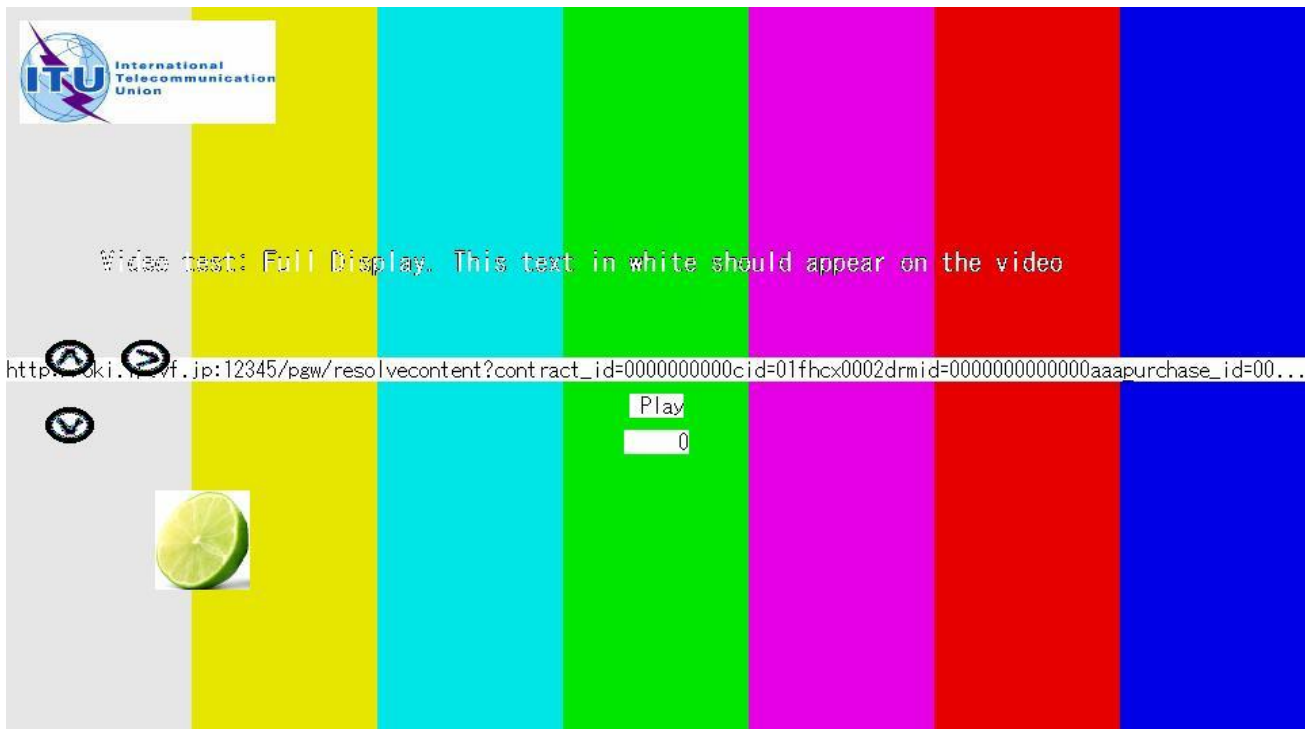 ITU
International
Telecommunication
Union
Video test: Full Display. This text in white should appear on the video
.jp:12345/pgw/resolvecontent?contract_id=0000000000cid=01fhcx0002drmid=0000000000000aaapurchase_id=00...
Play
0